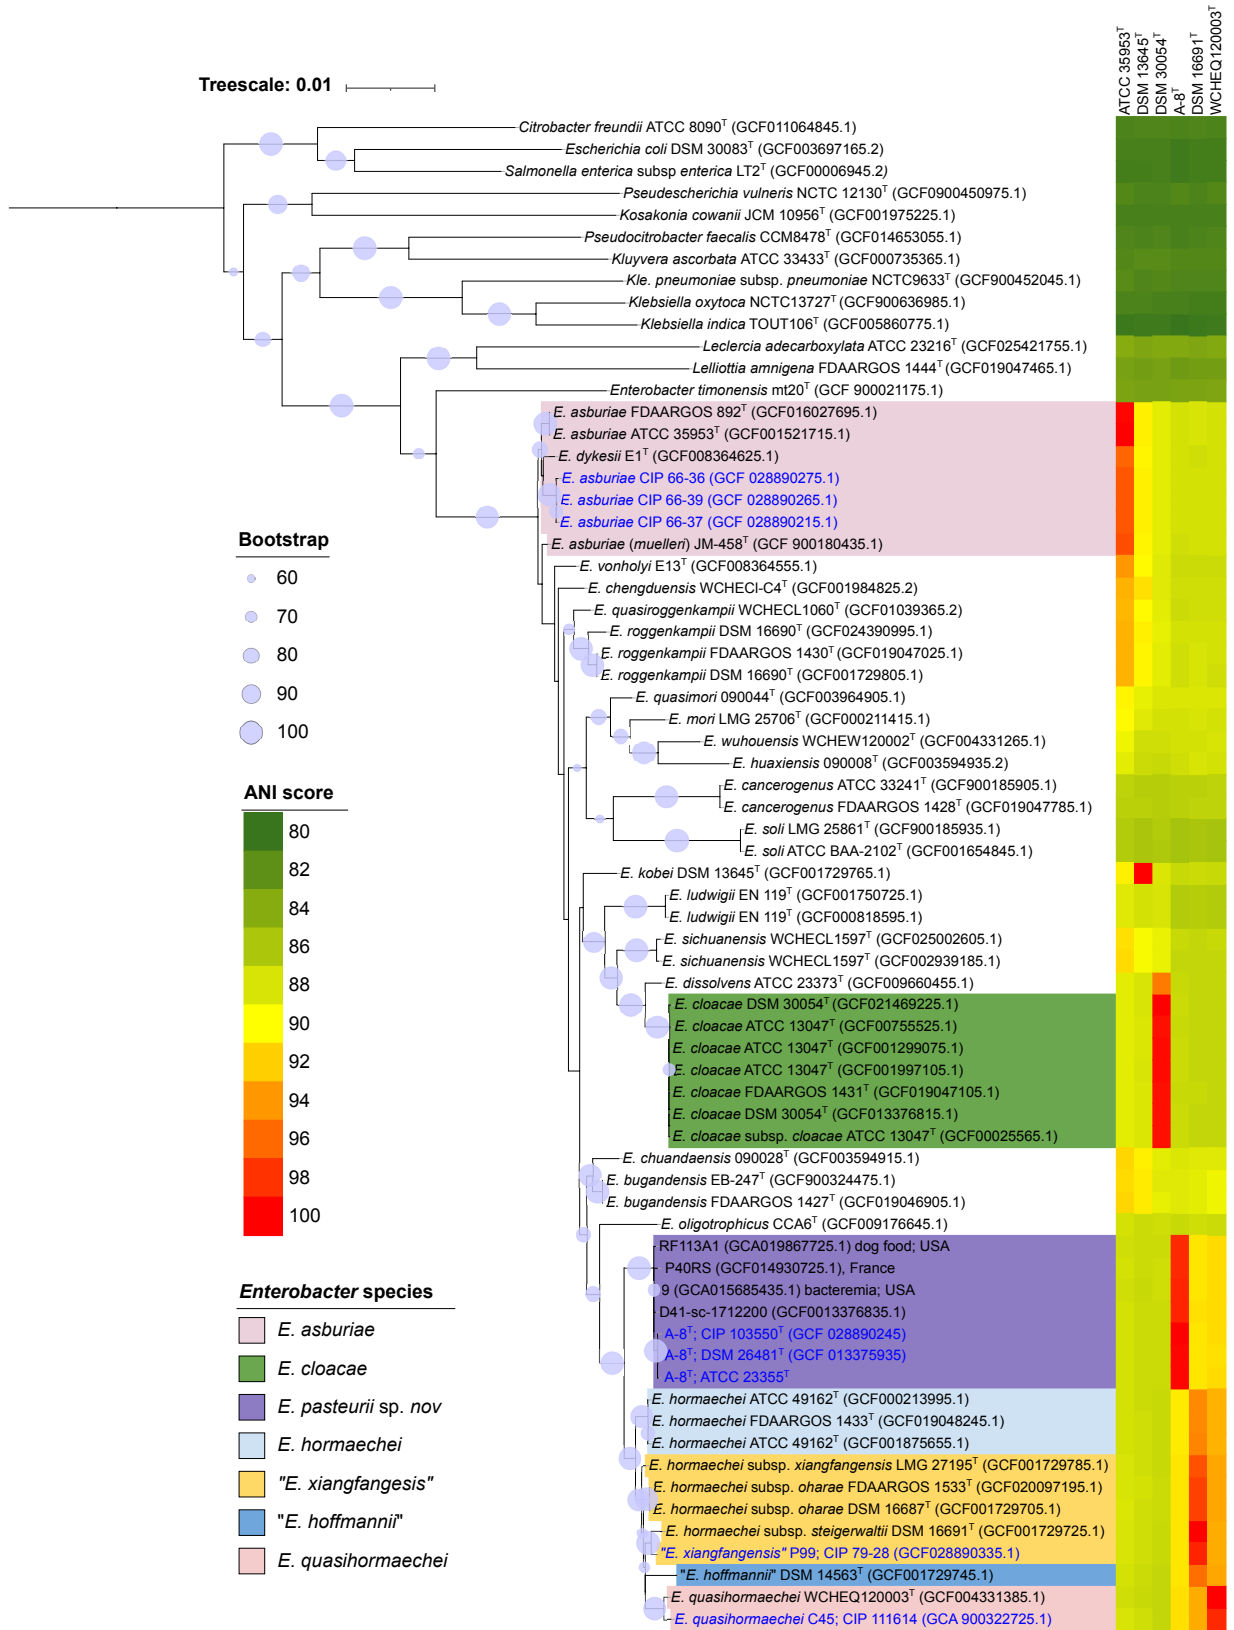 ATCC 35953ᵀ
DSM 13645ᵀ
DSM 30054ᵀ
A-8ᵀ
DSM 16691ᵀ
WCHEQ120003ᵀ
Treescale: 0.01
Citrobacter freundii ATCC 8090ᵀ (GCF011064845.1)
Escherichia coli DSM 30083ᵀ (GCF003697165.2)
Salmonella enterica subsp enterica LT2ᵀ (GCF00006945.2)
Pseudescherichia vulneris NCTC 12130ᵀ (GCF0900450975.1)
Kosakonia cowanii JCM 10956ᵀ (GCF001975225.1)
Pseudocitrobacter faecalis CCM8478ᵀ (GCF014653055.1)
Kluyvera ascorbata ATCC 33433ᵀ (GCF000735365.1)
Kle. pneumoniae subsp. pneumoniae NCTC9633ᵀ (GCF900452045.1)
Klebsiella oxytoca NCTC13727ᵀ (GCF900636985.1)
Klebsiella indica TOUT106ᵀ (GCF005860775.1)
Leclercia adecarboxylata ATCC 23216ᵀ (GCF025421755.1)
Lelliottia amnigena FDAARGOS 1444ᵀ (GCF019047465.1)
Enterobacter timonensis mt20ᵀ (GCF 900021175.1)
E. asburiae FDAARGOS 892ᵀ (GCF016027695.1)
E. asburiae ATCC 35953ᵀ (GCF001521715.1)
E. dykesii E1ᵀ (GCF008364625.1)
E. asburiae CIP 66-36 (GCF 028890275.1)
E. asburiae CIP 66-39 (GCF 028890265.1)
E. asburiae CIP 66-37 (GCF 028890215.1)
E. asburiae (muelleri) JM-458ᵀ (GCF 900180435.1)
E. vonholyi E13ᵀ (GCF008364555.1)
E. chengduensis WCHECl-C4ᵀ (GCF001984825.2)
E. quasiroggenkampii WCHECL1060ᵀ (GCF01039365.2)
E. roggenkampii DSM 16690ᵀ (GCF024390995.1)
E. roggenkampii FDAARGOS 1430ᵀ (GCF019047025.1)
E. roggenkampii DSM 16690ᵀ (GCF001729805.1)
E. quasimori 090044ᵀ (GCF003964905.1)
E. mori LMG 25706ᵀ (GCF000211415.1)
E. wuhouensis WCHEW120002ᵀ (GCF004331265.1)
E. huaxiensis 090008ᵀ (GCF003594935.2)
E. cancerogenus ATCC 33241ᵀ (GCF900185905.1)
E. cancerogenus FDAARGOS 1428ᵀ (GCF019047785.1)
E. soli LMG 25861ᵀ (GCF900185935.1)
E. soli ATCC BAA-2102ᵀ (GCF001654845.1)
E. kobei DSM 13645ᵀ (GCF001729765.1)
E. ludwigii EN 119ᵀ (GCF001750725.1)
E. ludwigii EN 119ᵀ (GCF000818595.1)
E. sichuanensis WCHECL1597ᵀ (GCF025002605.1)
E. sichuanensis WCHECL1597ᵀ (GCF002939185.1)
E. dissolvens ATCC 23373ᵀ (GCF009660455.1)
E. cloacae DSM 30054ᵀ (GCF021469225.1)
E. cloacae ATCC 13047ᵀ (GCF00755525.1)
E. cloacae ATCC 13047ᵀ (GCF001299075.1)
E. cloacae ATCC 13047ᵀ (GCF001997105.1)
E. cloacae FDAARGOS 1431ᵀ (GCF019047105.1)
E. cloacae DSM 30054ᵀ (GCF013376815.1)
E. cloacae subsp. cloacae ATCC 13047ᵀ (GCF00025565.1)
E. chuandaensis 090028ᵀ (GCF003594915.1)
E. bugandensis EB-247ᵀ (GCF900324475.1)
E. bugandensis FDAARGOS 1427ᵀ (GCF019046905.1)
E. oligotrophicus CCA6ᵀ (GCF009176645.1)
RF113A1 (GCA019867725.1) dog food; USA
P40RS (GCF014930725.1), France
9 (GCA015685435.1) bacteremia; USA
D41-sc-1712200 (GCF0013376835.1)
A-8ᵀ; CIP 103550ᵀ (GCF 028890245)
A-8ᵀ; DSM 26481ᵀ (GCF 013375935)
A-8ᵀ; ATCC 23355ᵀ
E. hormaechei ATCC 49162ᵀ (GCF000213995.1)
E. hormaechei FDAARGOS 1433ᵀ (GCF019048245.1)
E. hormaechei ATCC 49162ᵀ (GCF001875655.1)
E. hormaechei subsp. xiangfangensis LMG 27195ᵀ (GCF001729785.1)
E. hormaechei subsp. oharae FDAARGOS 1533ᵀ (GCF020097195.1)
E. hormaechei subsp. oharae DSM 16687ᵀ (GCF001729705.1)
E. hormaechei subsp. steigerwaltii DSM 16691ᵀ (GCF001729725.1)
"E. xiangfangensis" P99; CIP 79-28 (GCF028890335.1)
"E. hoffmannii" DSM 14563ᵀ (GCF001729745.1)
E. quasihormaechei WCHEQ120003ᵀ (GCF004331385.1)
E. quasihormaechei C45; CIP 111614 (GCA 900322725.1)
Bootstrap
60
70
80
90
100
ANI score
80
82
84
86
88
90
92
94
96
98
100
Enterobacter species
E. asburiae
E. cloacae
E. pasteurii sp. nov
E. hormaechei
"E. xiangfangesis"
"E. hoffmannii"
E. quasihormaechei